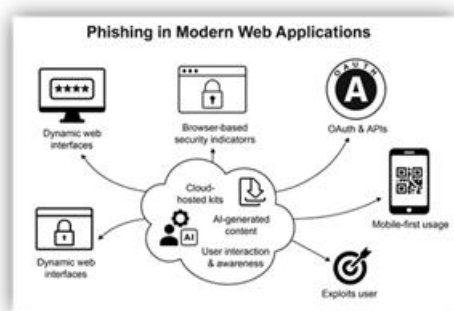 Phishing in Modern Web Applications
****
Dynamic web
interfaces
Browser-based
security indicatorrs
OAUTH
A
OAuth & APIs
Cloud-
hosted kits
AI-generated
content
AI
User interaction
& awareness
Mobile-first usage
Dynamic web
interfaces
Exploits user